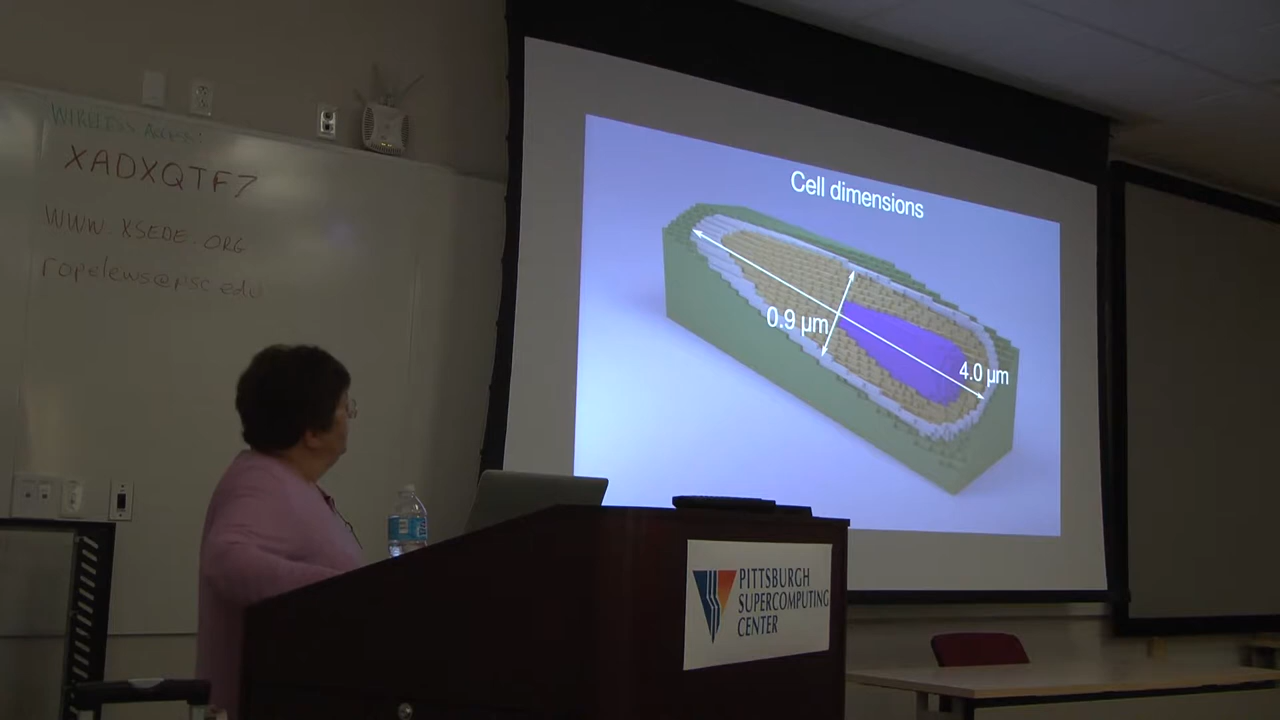 WIRELESS Access:
XADXQTF7
WWW.XSEDE.ORG
ropelews@psc.edu
Cell dimensions
0.9 μm
4.0 μm
PITTSBURGH
SUPERCOMPUTING
CENTER